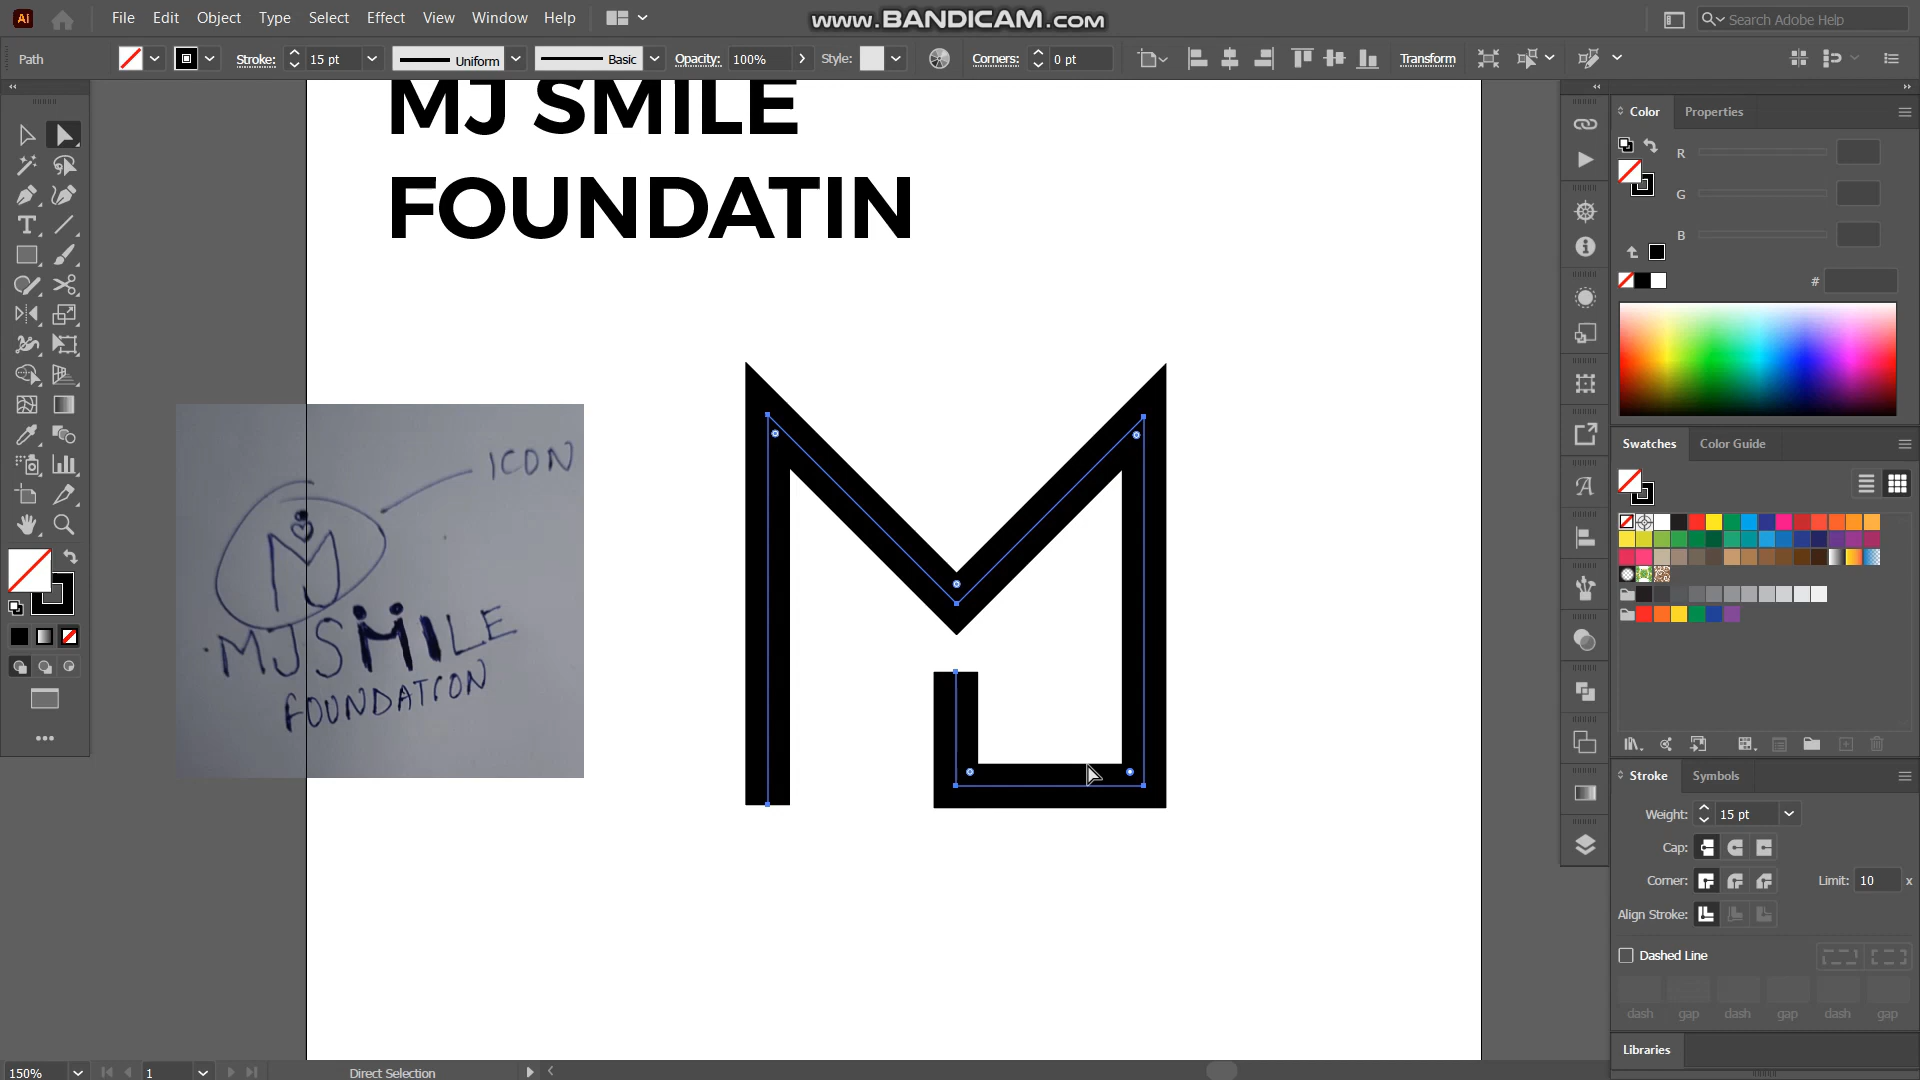 www.BANDICAM.com
Ai File Edit Object Type Select Effect View Window Help
Search Adobe Help
Path
Stroke: 15 pt
Uniform
Basic
Opacity: 100%
Style:
Corners: 0 pt
Transform
MJ SMILE
FOUNDATIN
ICON
M
MJSMILE
FOUNDATION
Color Properties
R
G
B
#
Swatches Color Guide
Stroke Symbols
Weight: 15 pt
Cap:
Corner: Limit: 10 x
Align Stroke:
Dashed Line
dash gap dash gap dash gap
Libraries
150% 1 Direct Selection